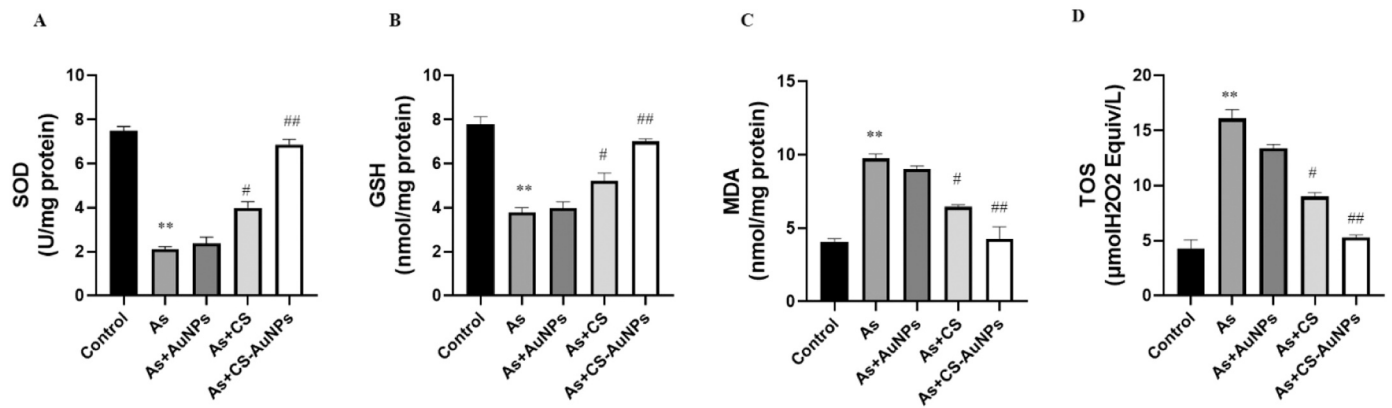 A
SOD
(U/mg protein)
10
8
6
4
2
0
**
#
##
Control
As
As+AuNPs
As+CS
As+CS-AuNPs
B
GSH
(nmol/mg protein)
10
8
6
4
2
0
**
#
##
Control
As
As+AuNPs
As+CS
As+CS-AuNPs
C
MDA
(nmol/mg protein)
15
10
5
0
**
#
##
Control
As
As+AuNPs
As+CS
As+CS-AuNPs
D
TOS
(µmolH2O2 Equiv/L)
20
15
10
5
0
**
#
##
Control
As
As+AuNPs
As+CS
As+CS-AuNPs